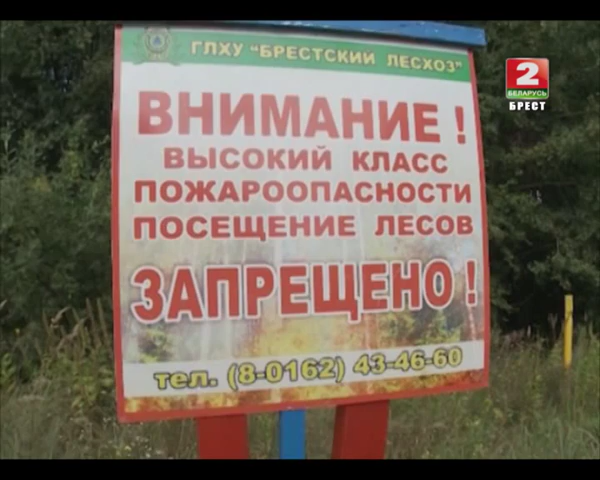 ГЛХУ "БРЕСТСКИЙ ЛЕСХОЗ"
2
БЕЛАРУСЬ
БРЕСТ
ВНИМАНИЕ !
ВЫСОКИЙ КЛАСС
ПОЖАРООПАСНОСТИ
ПОСЕЩЕНИЕ ЛЕСОВ
ЗАПРЕЩЕНО !
тел. (8-0162) 43-46-60